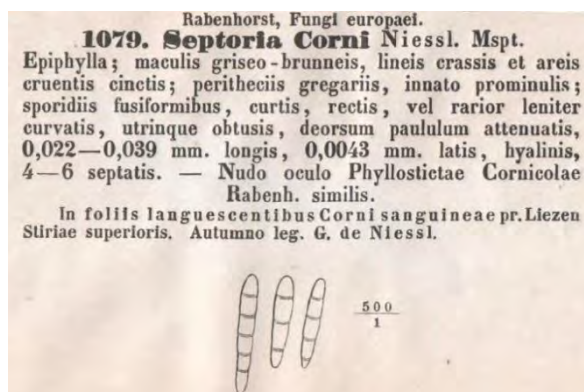 Rabenhorst, Fungi europaei.
1079. Septoria Corni Niessl. Mspt.
Epiphylla; maculis griseo-brunneis, lineis crassis et areis
cruentis cinctis; peritheciis gregariis, innato prominulis;
sporidiis fusiformibus, curtis, rectis, vel rarior leniter
curvatis, utrinque obtusis, deorsum paululum attenuatis,
0,022—0,039 mm. longis, 0,0043 mm. latis, hyalinis,
4—6 septatis. — Nudo oculo Phyllostictae Cornicolae
Rabenh. similis.
In foliis languescentibus Corni sanguineae pr. Liezen
Stiriae superioris. Autumno leg. G. de Niessl.
500
1